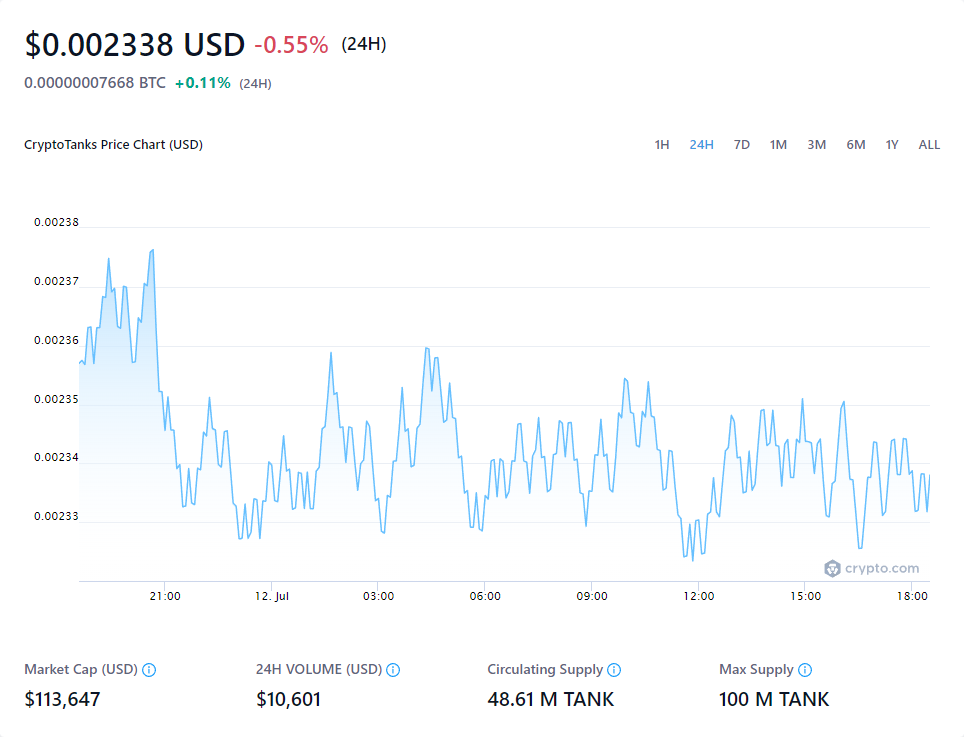 $0.002338 USD -0.55% (24H)
0.00000007668 BTC +0.11% (24H)
CryptoTanks Price Chart (USD) 1H 24H 7D 1M 3M 6M 1Y ALL
0.00238
0.00237
0.00236
0.00235
0.00234
0.00233
crypto.com
21:00 12. Jul 03:00 06:00 09:00 12:00 15:00 18:00
Market Cap (USD) 24H VOLUME (USD) Circulating Supply Max Supply
$113,647 $10,601 48.61 M TANK 100 M TANK